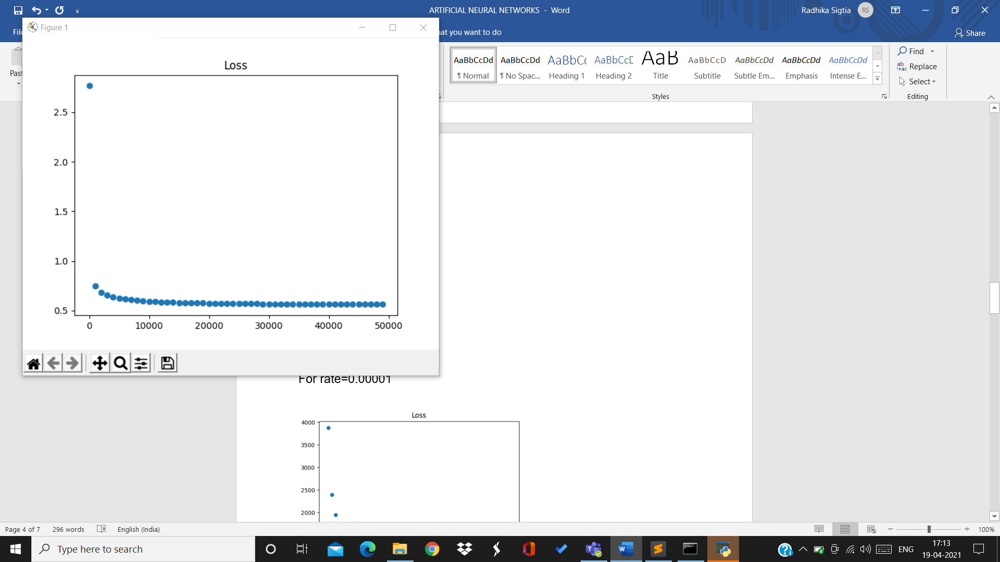 ARTIFICIAL NEURAL NETWORKS - Word
Radhika Sigtia
RS
Figure 1
hat you want to do
Share
Past
AaBbCcDd
¶ Normal
AaBbCcDd
¶ No Spac...
AaBbCc
Heading 1
AaBbCcD
Heading 2
AaB
Title
AaBbCcD
Subtitle
AaBbCcDd
Subtle Em...
AaBbCcDd
Emphasis
AaBbCcDd
Intense E...
Styles
Find
Replace
Select
Editing
Loss
2.5
2.0
1.5
1.0
0.5
0 10000 20000 30000 40000 50000
For rate=0.00001
Loss
4000
3500
3000
2500
2000
Page 4 of 7 296 words English (India)
100%
Type here to search
ENG
17:13
19-04-2021